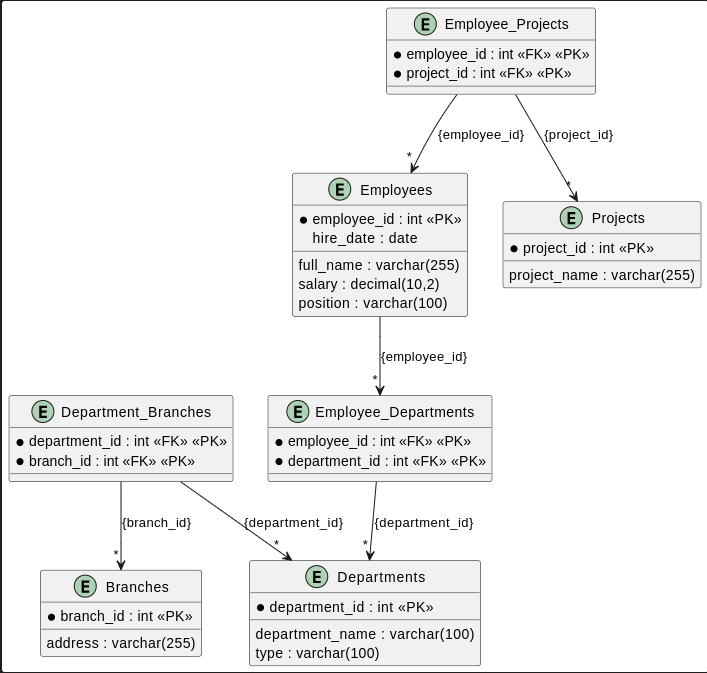 E Employee_Projects
employee_id : int «FK» «PK»
project_id : int «FK» «PK»
{employee_id}
{project_id}
*
*
E Employees
employee_id : int «PK»
hire_date : date
full_name : varchar(255)
salary : decimal(10,2)
position : varchar(100)
E Projects
project_id : int «PK»
project_name : varchar(255)
{employee_id}
*
E Department_Branches
department_id : int «FK» «PK»
branch_id : int «FK» «PK»
E Employee_Departments
employee_id : int «FK» «PK»
department_id : int «FK» «PK»
{branch_id}
{department_id}
{department_id}
*
*
*
E Branches
branch_id : int «PK»
address : varchar(255)
E Departments
department_id : int «PK»
department_name : varchar(100)
type : varchar(100)